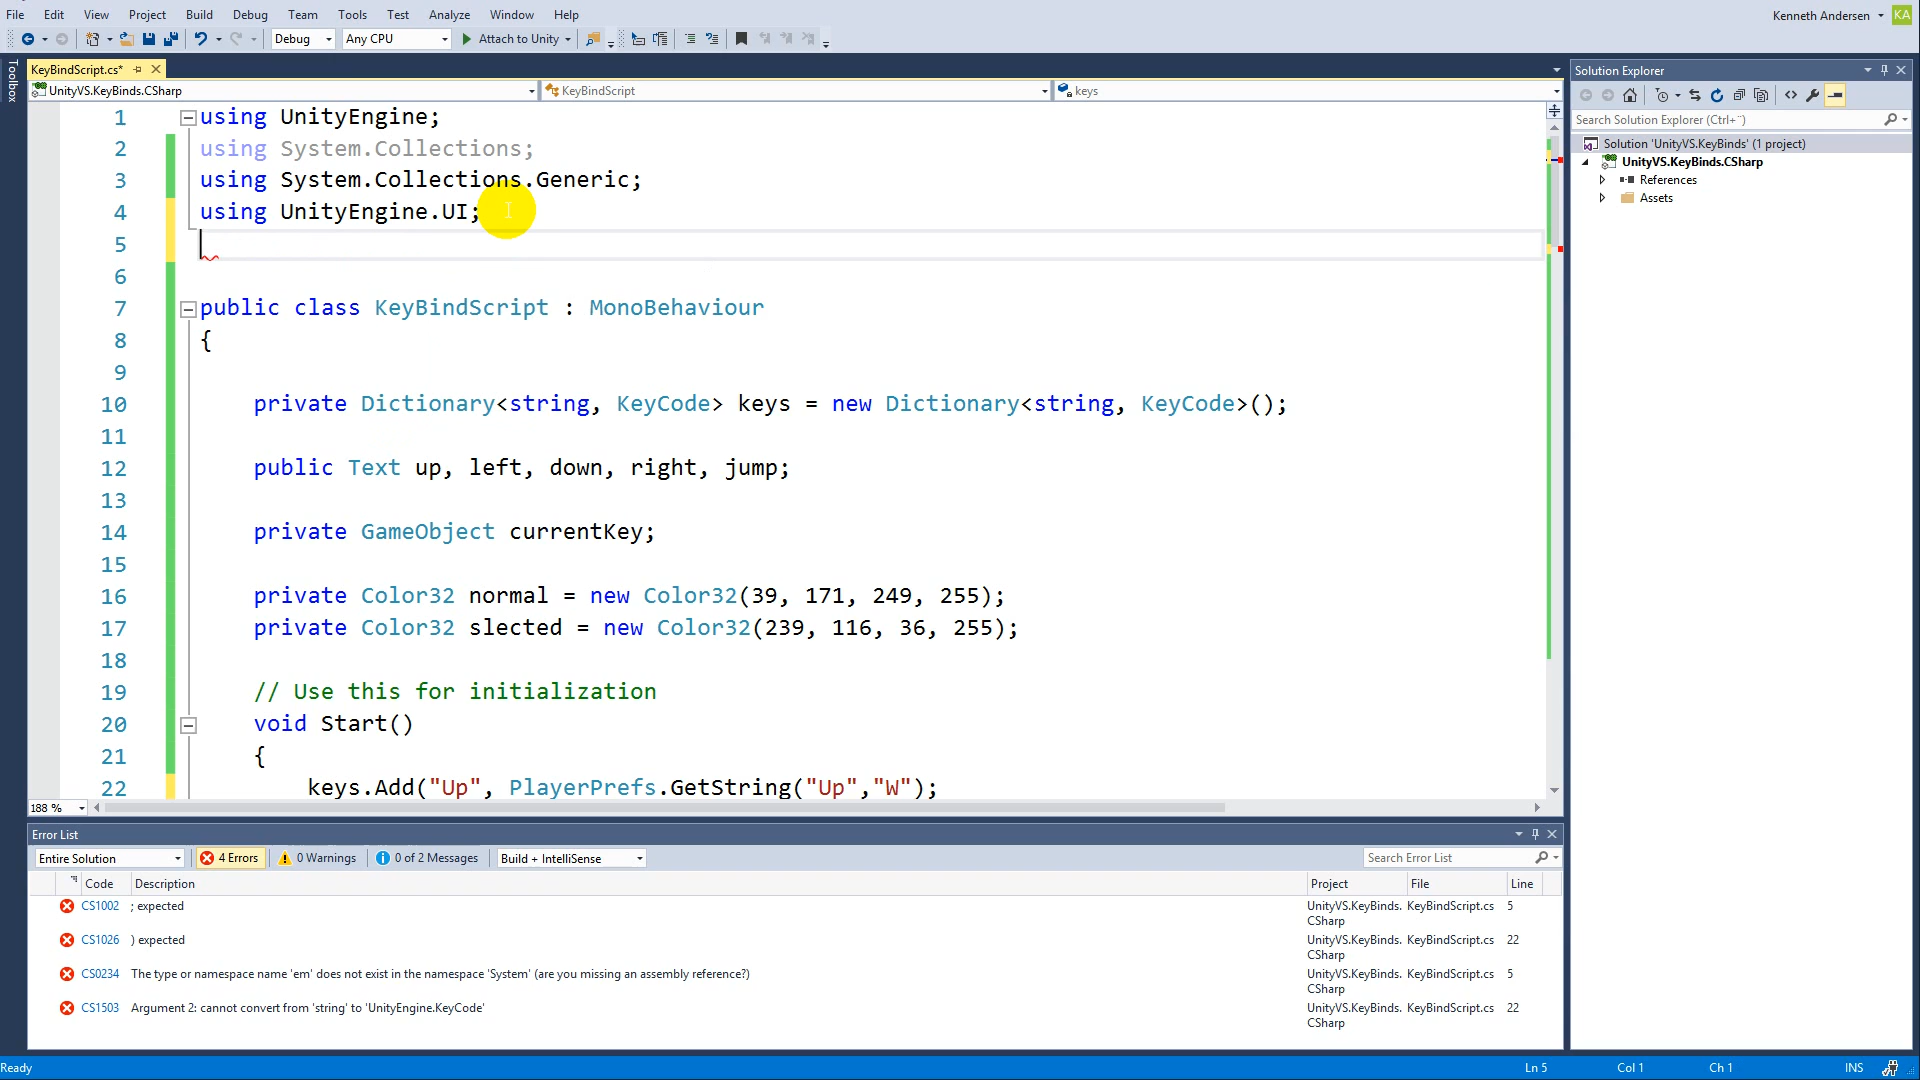 File Edit View Project Build Debug Team Tools Test Analyze Window Help
Kenneth Andersen KA
Debug Any CPU Attach to Unity
Toolbox
KeyBindScript.cs*
UnityVS.KeyBinds.CSharp KeyBindScript keys
1 using UnityEngine;
2 using System.Collections;
3 using System.Collections.Generic;
4 using UnityEngine.UI;
5
6
7 public class KeyBindScript : MonoBehaviour
8 {
9
10 private Dictionary<string, KeyCode> keys = new Dictionary<string, KeyCode>();
11
12 public Text up, left, down, right, jump;
13
14 private GameObject currentKey;
15
16 private Color32 normal = new Color32(39, 171, 249, 255);
17 private Color32 slected = new Color32(239, 116, 36, 255);
18
19 // Use this for initialization
20 void Start()
21 {
22 keys.Add("Up", PlayerPrefs.GetString("Up","W");
188 %
Solution Explorer
Search Solution Explorer (Ctrl+¨)
Solution 'UnityVS.KeyBinds' (1 project)
UnityVS.KeyBinds.CSharp
References
Assets
Error List
Entire Solution 4 Errors 0 Warnings 0 of 2 Messages Build + IntelliSense Search Error List
Code Description Project File Line
CS1002 ; expected UnityVS.KeyBinds. KeyBindScript.cs 5
CSharp
CS1026 ) expected UnityVS.KeyBinds. KeyBindScript.cs 22
CSharp
CS0234 The type or namespace name 'em' does not exist in the namespace 'System' (are you missing an assembly reference?) UnityVS.KeyBinds. KeyBindScript.cs 5
CSharp
CS1503 Argument 2: cannot convert from 'string' to 'UnityEngine.KeyCode' UnityVS.KeyBinds. KeyBindScript.cs 22
CSharp
Ready Ln 5 Col 1 Ch 1 INS